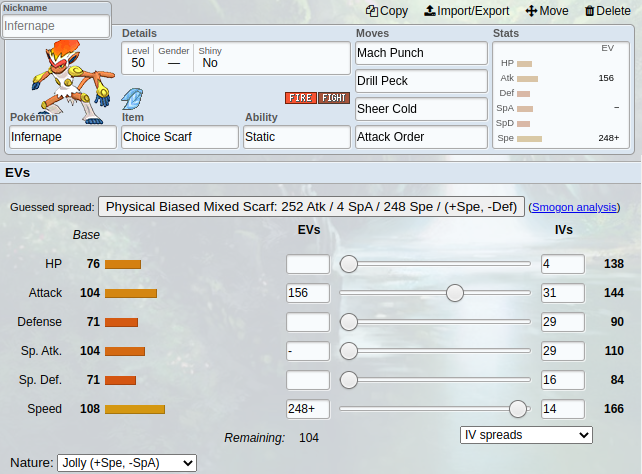 Nickname
Infernape
Copy Import/Export Move Delete
Details
Level Gender Shiny
50 — No
FIRE FIGHT
Pokémon Item Ability
Infernape Choice Scarf Static
Moves
Mach Punch
Drill Peck
Sheer Cold
Attack Order
Stats
EV
HP
Atk 156
Def
SpA −
SpD
Spe 248+
EVs
Guessed spread: Physical Biased Mixed Scarf: 252 Atk / 4 SpA / 248 Spe / (+Spe, -Def) (Smogon analysis)
Base EVs IVs
HP 76 4 138
Attack 104 156 31 144
Defense 71 29 90
Sp. Atk. 104 - 29 110
Sp. Def. 71 16 84
Speed 108 248+ 14 166
Remaining: 104 IV spreads
Nature: Jolly (+Spe, -SpA)